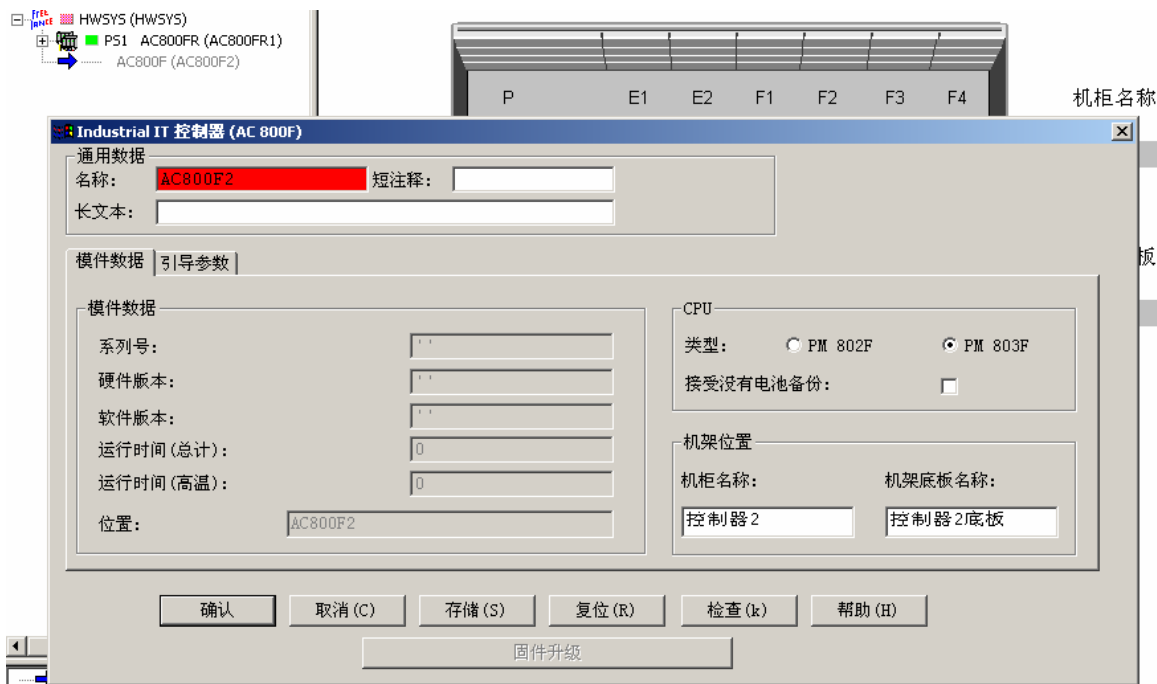 HWSYS (HWSYS)
PS1 AC800FR (AC800FR1)
AC800F (AC800F2)
P E1 E2 F1 F2 F3 F4 机柜名称
Industrial IT 控制器 (AC 800F)
通用数据
名称: AC800F2 短注释:
长文本:
板
模件数据 引导参数
模件数据
系列号: ' '
硬件版本: ' '
软件版本: ' '
运行时间(总计): 0
运行时间(高温): 0
位置: AC800F2
CPU
类型: PM 802F PM 803F
接受没有电池备份:
机架位置
机柜名称: 机架底板名称:
控制器2 控制器2底板
确认 取消(C) 存储(S) 复位(R) 检查(k) 帮助(H)
固件升级